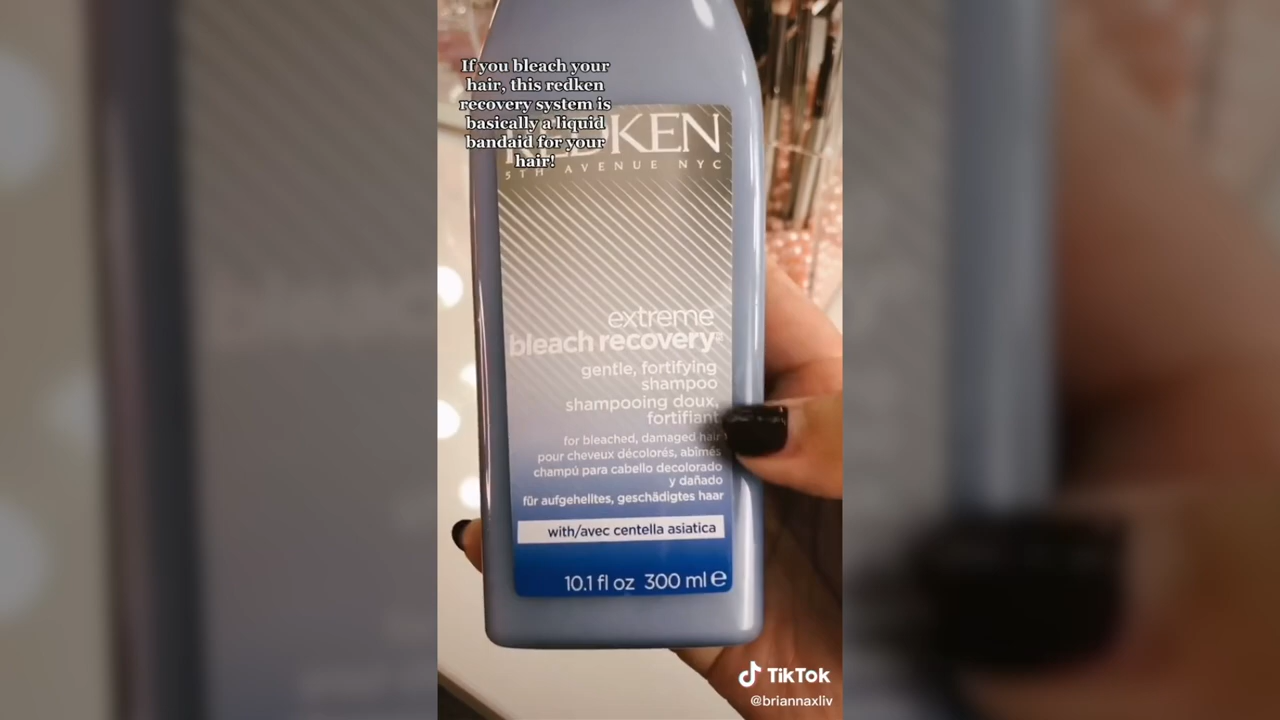 If you bleach your
hair, this redken
recovery system is
basically a liquid
bandaid for your
hair!
REDKEN
5TH AVENUE NYC
extreme
bleach recovery
gentle, fortifying
shampoo
shampooing doux,
fortifiant
for bleached, damaged hair
pour cheveux décolorés, abîmés
champú para cabello decolorado
y dañado
für aufgehelltes, geschädigtes haar
with/avec centella asiatica
10.1 fl oz 300 ml e
TikTok
@briannaxliv